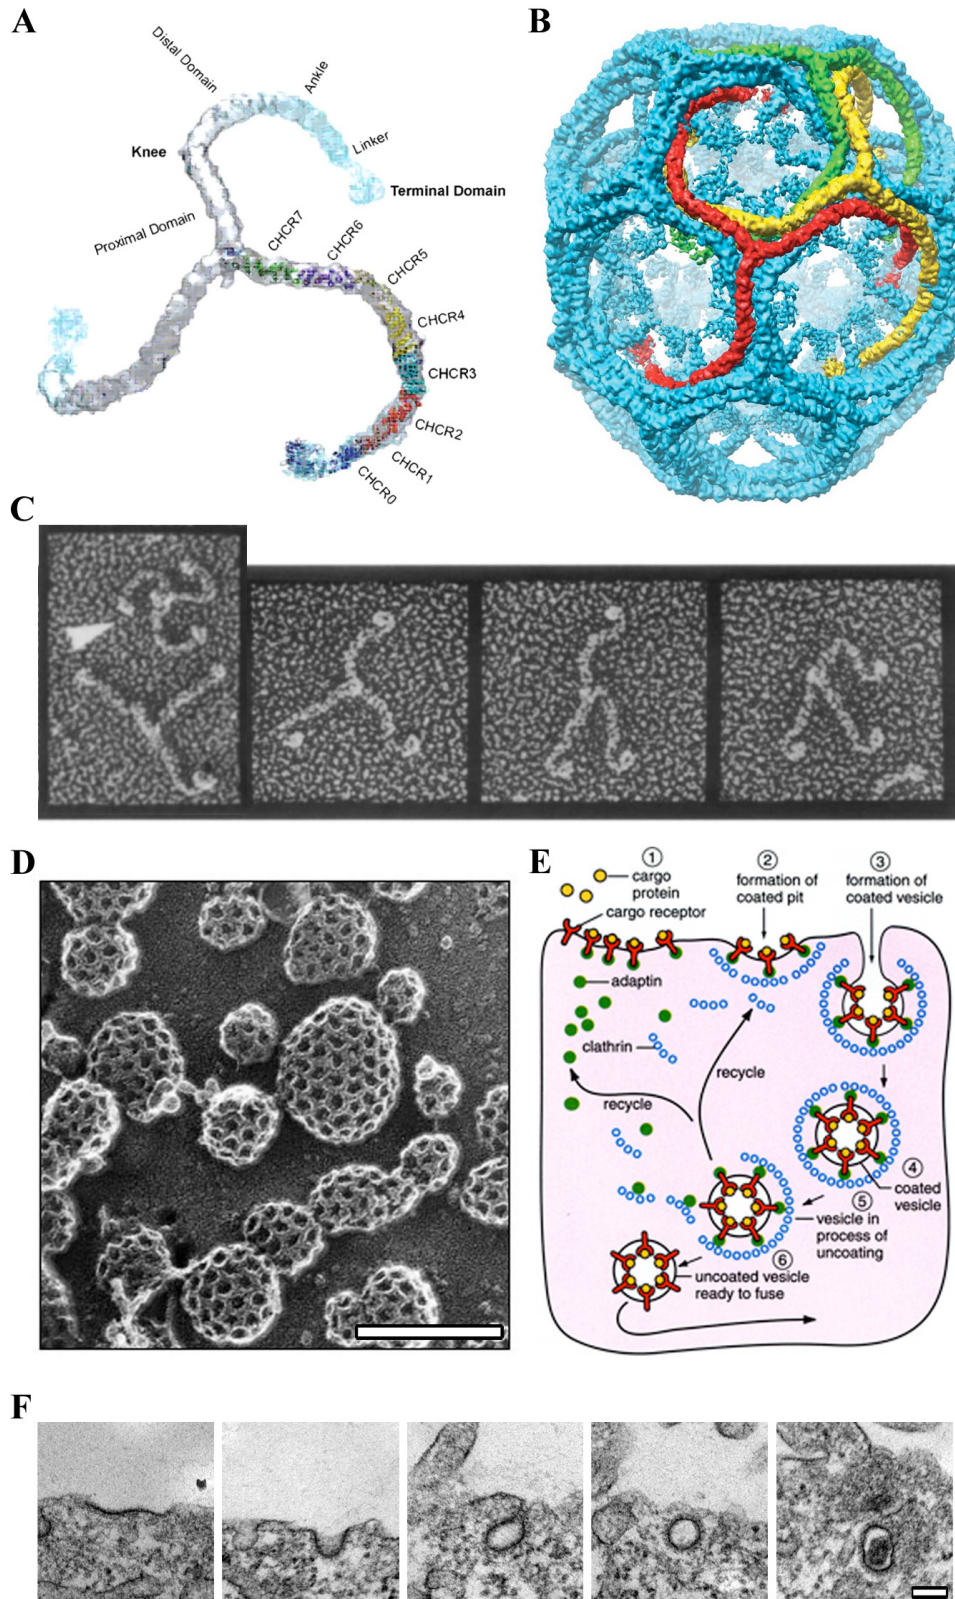 A
Distal Domain
Ankle
Linker
Knee
Terminal Domain
Proximal Domain
CHCR7
CHCR6
CHCR5
CHCR4
CHCR3
CHCR2
CHCR1
CHCR0
B
C
D
E
1
cargo
protein
cargo receptor
2
formation of
coated pit
3
formation of
coated vesicle
adaptin
clathrin
recycle
recycle
4
coated
vesicle
5
vesicle in
process of
uncoating
6
uncoated vesicle
ready to fuse
F